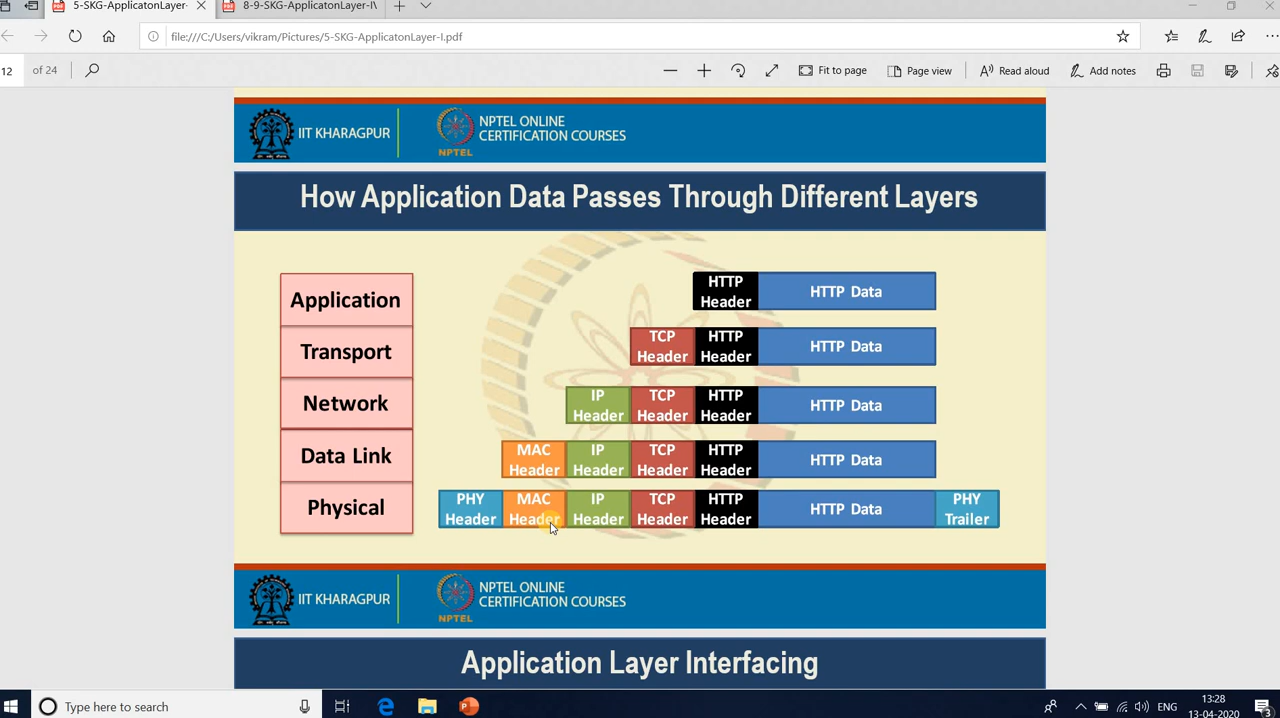 5-SKG-ApplicatonLayer-
8-9-SKG-ApplicatonLayer-I\
file:///C:/Users/vikram/Pictures/5-SKG-ApplicatonLayer-I.pdf
12 of 24
Fit to page
Page view
Read aloud
Add notes
IIT KHARAGPUR
NPTEL
NPTEL ONLINE
CERTIFICATION COURSES
How Application Data Passes Through Different Layers
Application
HTTP Header
HTTP Data
Transport
TCP Header
HTTP Header
HTTP Data
Network
IP Header
TCP Header
HTTP Header
HTTP Data
Data Link
MAC Header
IP Header
TCP Header
HTTP Header
HTTP Data
Physical
PHY Header
MAC Header
IP Header
TCP Header
HTTP Header
HTTP Data
PHY Trailer
IIT KHARAGPUR
NPTEL
NPTEL ONLINE
CERTIFICATION COURSES
Application Layer Interfacing
Type here to search
ENG
13:28
13-04-2020